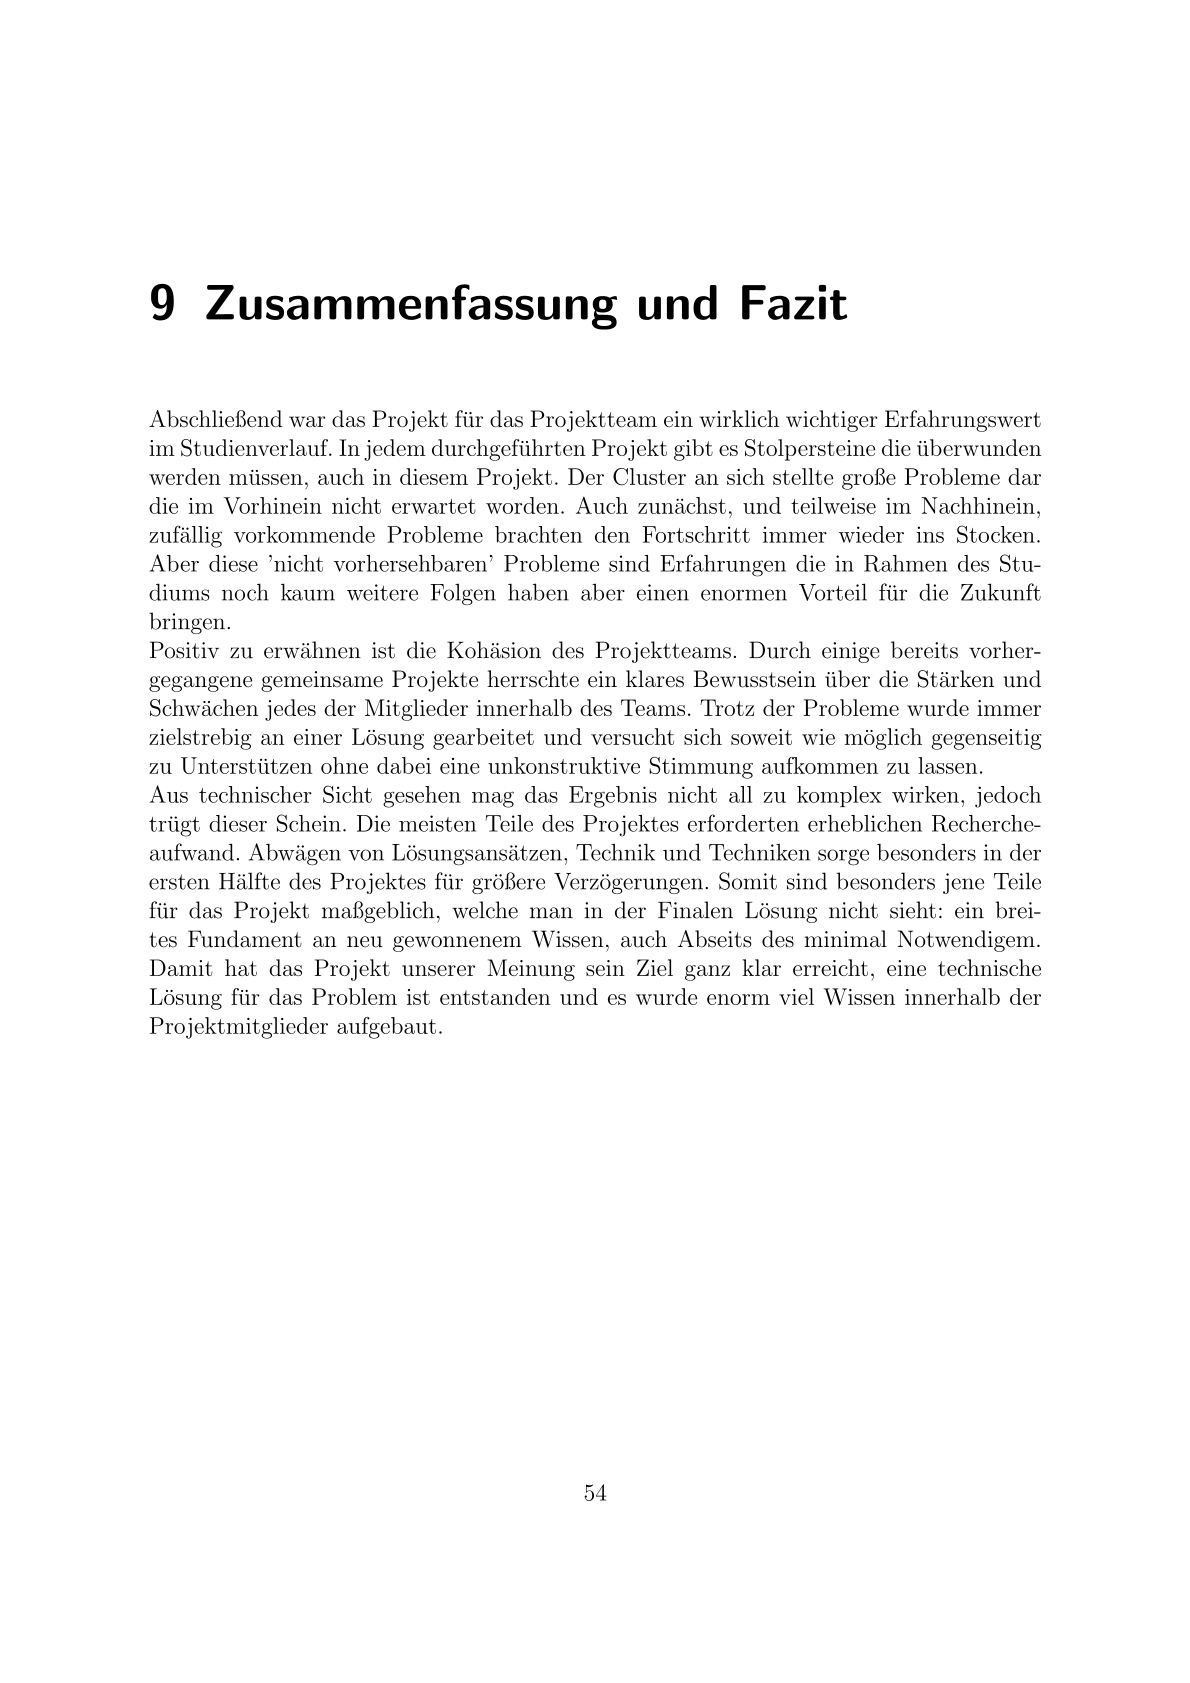 9 Zusammenfassung und Fazit
Abschließend war das Projekt für das Projektteam ein wirklich wichtiger Erfahrungswert
im Studienverlauf. In jedem durchgeführten Projekt gibt es Stolpersteine die überwunden
werden müssen, auch in diesem Projekt. Der Cluster an sich stellte große Probleme dar
die im Vorhinein nicht erwartet worden. Auch zunächst, und teilweise im Nachhinein,
zufällig vorkommende Probleme brachten den Fortschritt immer wieder ins Stocken.
Aber diese 'nicht vorhersehbaren' Probleme sind Erfahrungen die in Rahmen des Stu-
diums noch kaum weitere Folgen haben aber einen enormen Vorteil für die Zukunft
bringen.
Positiv zu erwähnen ist die Kohäsion des Projektteams. Durch einige bereits vorher-
gegangene gemeinsame Projekte herrschte ein klares Bewusstsein über die Stärken und
Schwächen jedes der Mitglieder innerhalb des Teams. Trotz der Probleme wurde immer
zielstrebig an einer Lösung gearbeitet und versucht sich soweit wie möglich gegenseitig
zu Unterstützen ohne dabei eine unkonstruktive Stimmung aufkommen zu lassen.
Aus technischer Sicht gesehen mag das Ergebnis nicht all zu komplex wirken, jedoch
trügt dieser Schein. Die meisten Teile des Projektes erforderten erheblichen Recherche-
aufwand. Abwägen von Lösungsansätzen, Technik und Techniken sorge besonders in der
ersten Hälfte des Projektes für größere Verzögerungen. Somit sind besonders jene Teile
für das Projekt maßgeblich, welche man in der Finalen Lösung nicht sieht: ein brei-
tes Fundament an neu gewonnenem Wissen, auch Abseits des minimal Notwendigem.
Damit hat das Projekt unserer Meinung sein Ziel ganz klar erreicht, eine technische
Lösung für das Problem ist entstanden und es wurde enorm viel Wissen innerhalb der
Projektmitglieder aufgebaut.
54